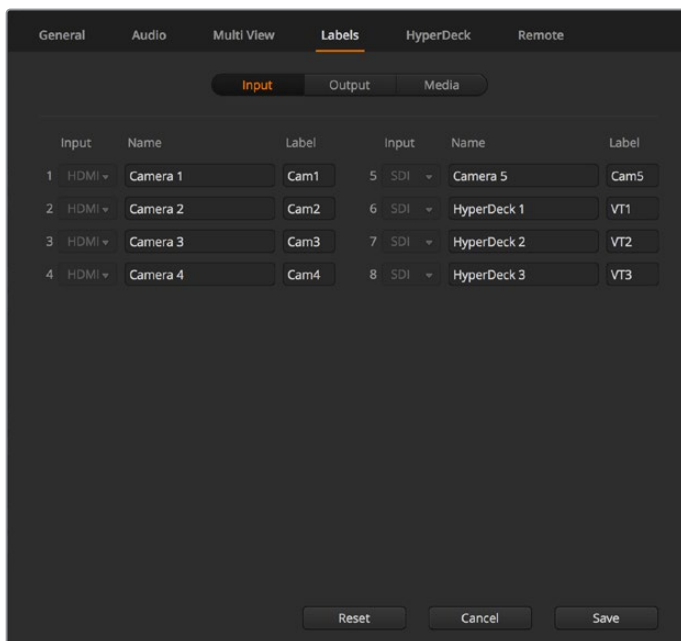 General Audio Multi View Labels HyperDeck Remote
Input Output Media
Input Name Label Input Name Label
1 HDMI Camera 1 Cam1 5 SDI Camera 5 Cam5
2 HDMI Camera 2 Cam2 6 SDI HyperDeck 1 VT1
3 HDMI Camera 3 Cam3 7 SDI HyperDeck 2 VT2
4 HDMI Camera 4 Cam4 8 SDI HyperDeck 3 VT3
Reset Cancel Save